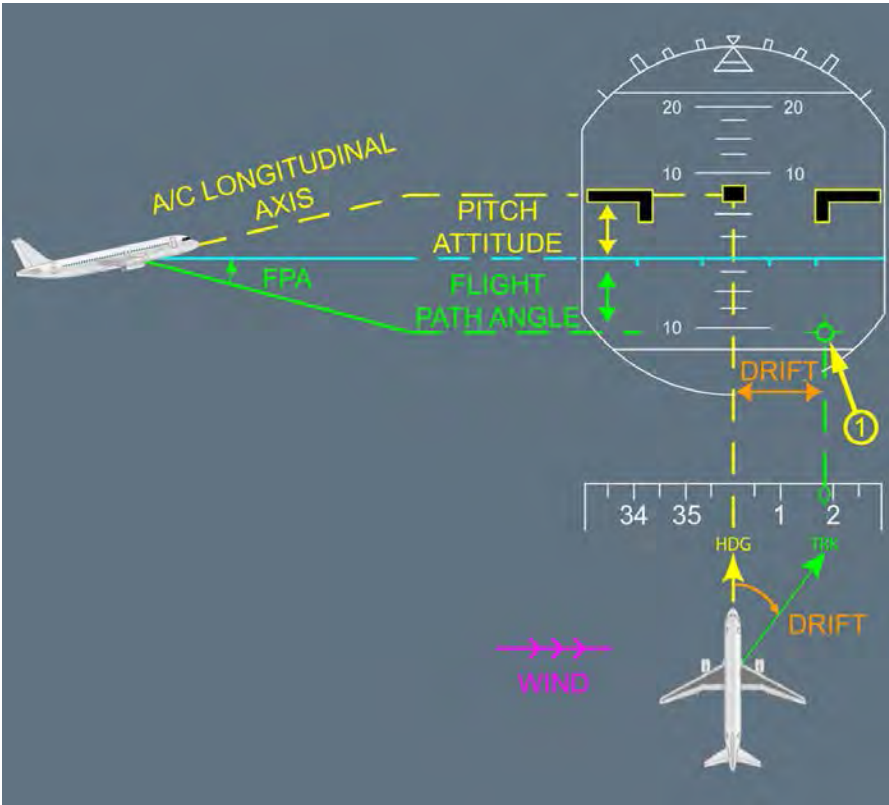 20 20
A/C LONGITUDINAL
AXIS
10 10
PITCH
ATTITUDE
FPA
FLIGHT
PATH ANGLE
10
DRIFT
1
34 35 1 2
HDG TRK
DRIFT
WIND